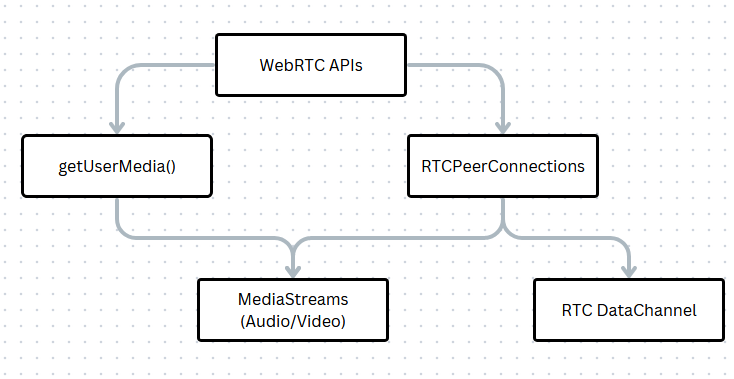 WebRTC APIs
getUserMedia()
RTCPeerConnections
MediaStreams
(Audio/Video)
RTC DataChannel